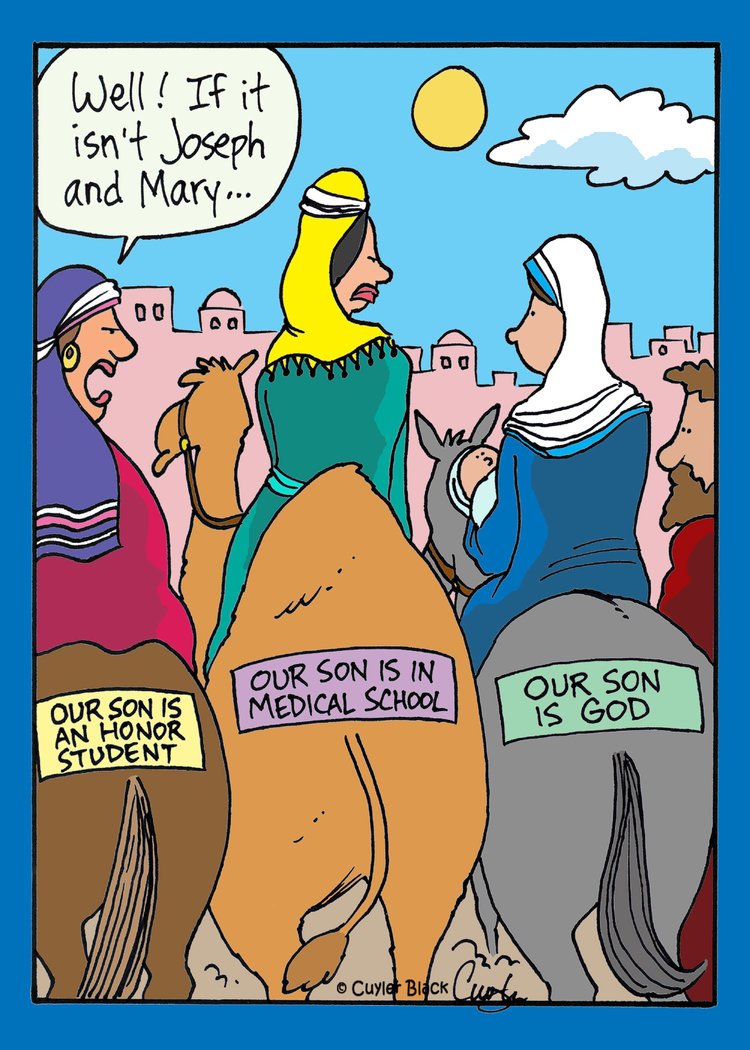 Well! If it
isn't Joseph
and Mary...
OUR SON IS
AN HONOR
STUDENT
OUR SON IS IN
MEDICAL SCHOOL
OUR SON
IS GOD
© Cuyler Black